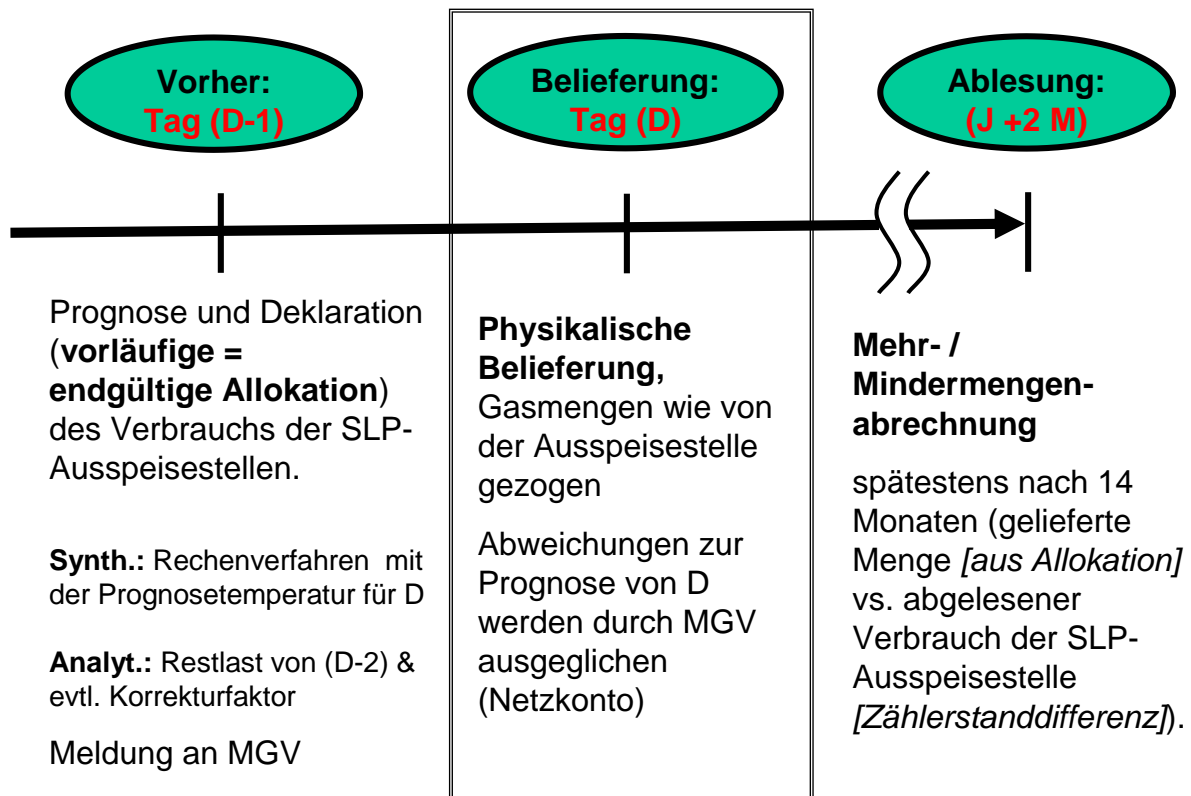 Vorher:
Tag (D-1)
Prognose und Deklaration
(vorläufige =
endgültige Allokation)
des Verbrauchs der SLP-
Ausspeisestellen.
Synth.: Rechenverfahren mit
der Prognosetemperatur für D
Analyt.: Restlast von (D-2) &
evtl. Korrekturfaktor
Meldung an MGV
Belieferung:
Tag (D)
Physikalische
Belieferung,
Gasmengen wie von
der Ausspeisestelle
gezogen
Abweichungen zur
Prognose von D
werden durch MGV
ausgeglichen
(Netzkonto)
Ablesung:
(J +2 M)
Mehr- /
Mindermengen-
abrechnung
spätestens nach 14
Monaten (gelieferte
Menge [aus Allokation]
vs. abgelesener
Verbrauch der SLP-
Ausspeisestelle
[Zählerstanddifferenz]).